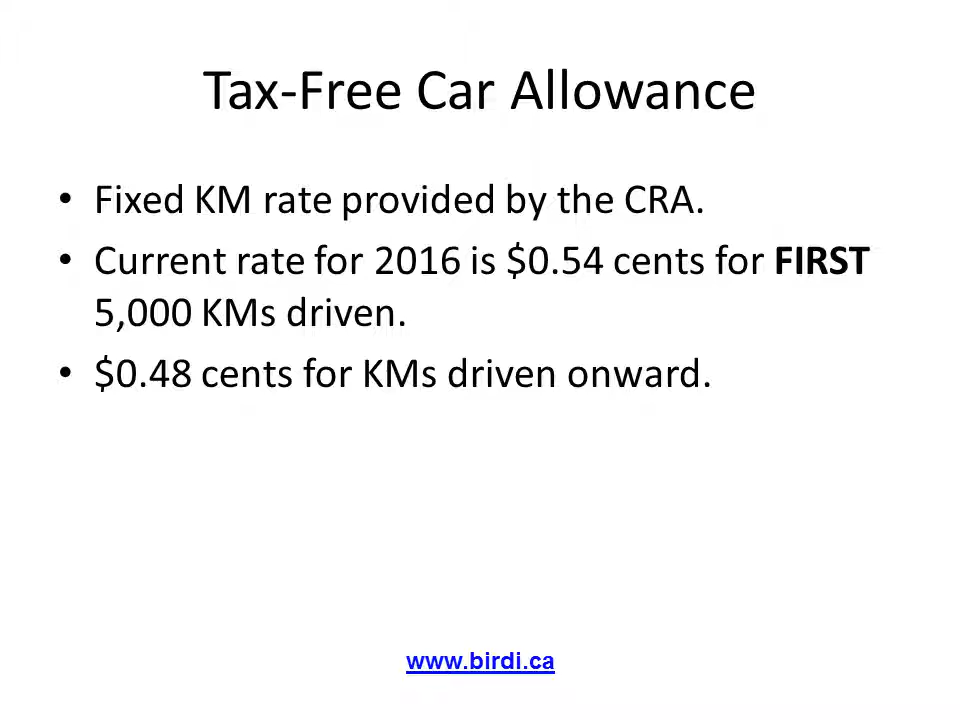 Tax-Free Car Allowance
• Fixed KM rate provided by the CRA.
• Current rate for 2016 is $0.54 cents for FIRST
5,000 KMs driven.
• $0.48 cents for KMs driven onward.
www.birdi.ca